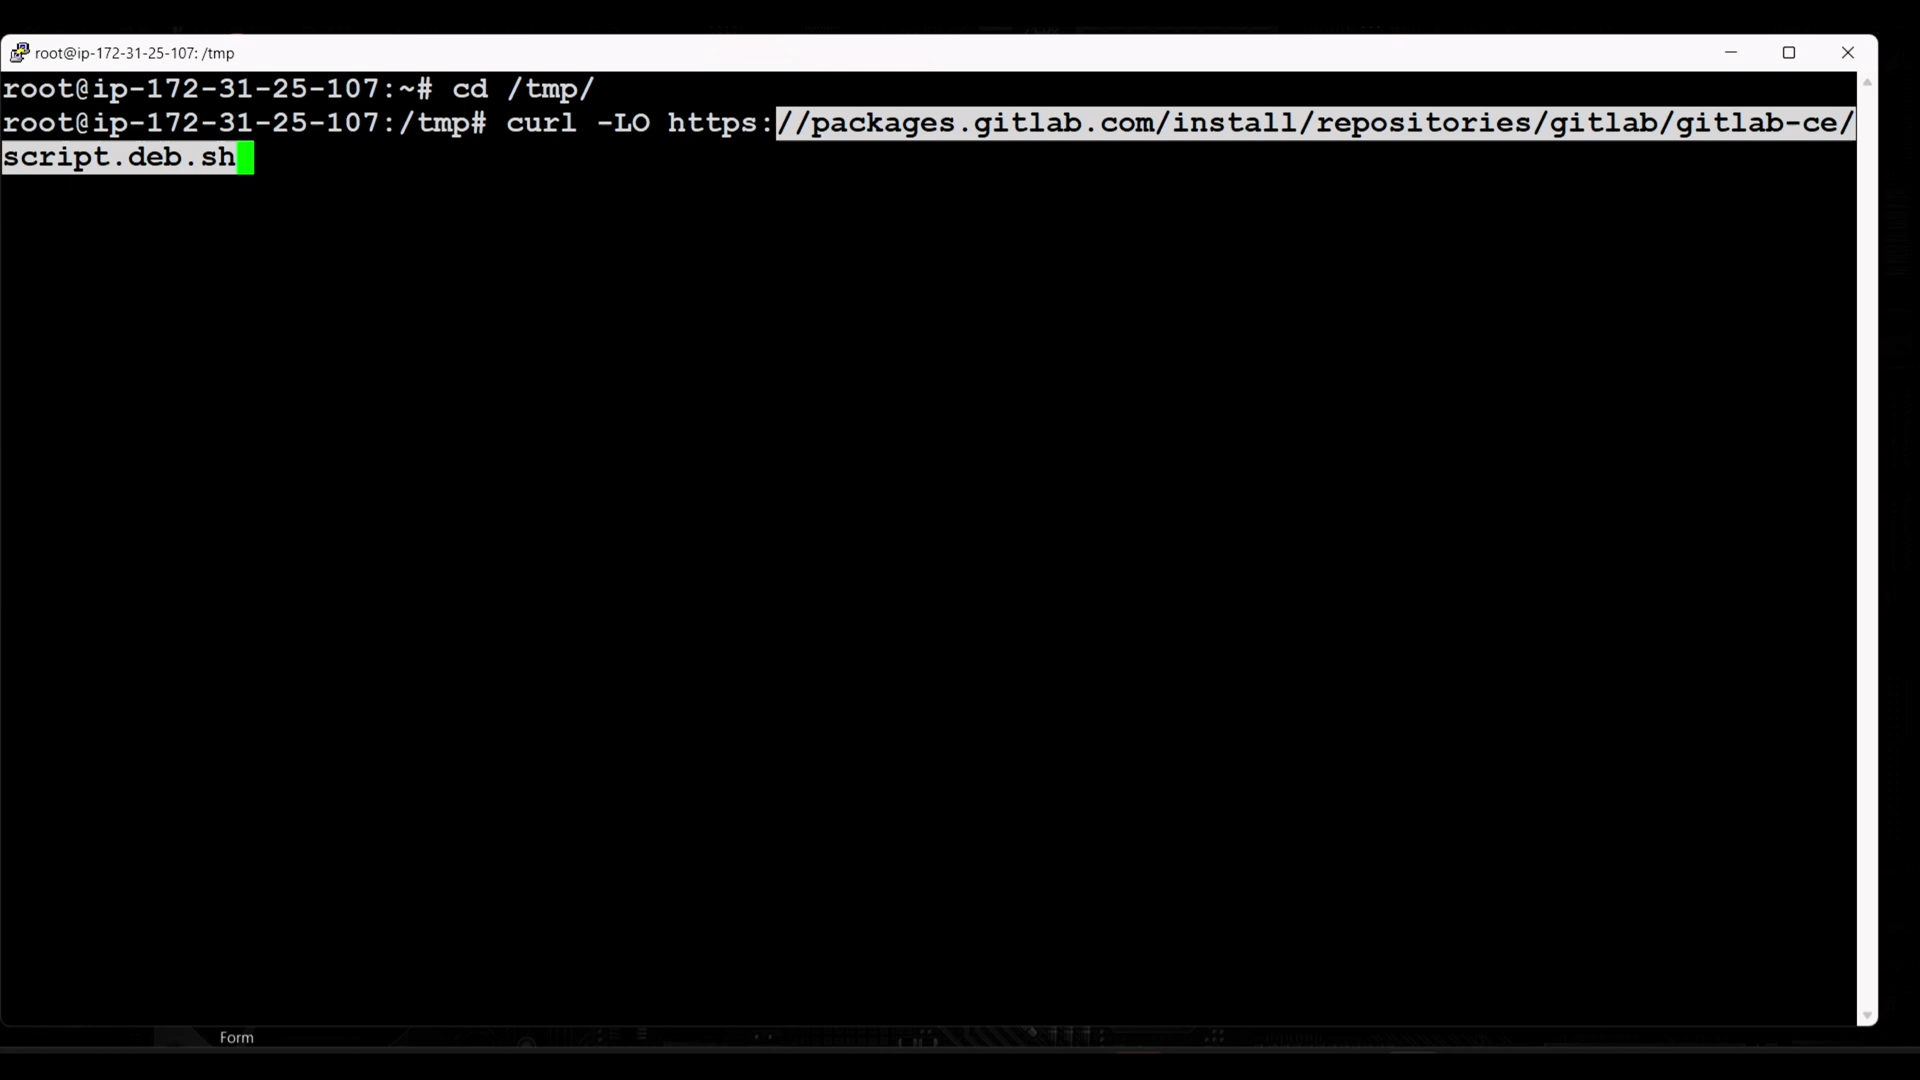 root@ip-172-31-25-107: /tmp
root@ip-172-31-25-107:~# cd /tmp/
root@ip-172-31-25-107:/tmp# curl -LO https://packages.gitlab.com/install/repositories/gitlab/gitlab-ce/
script.deb.sh
Form